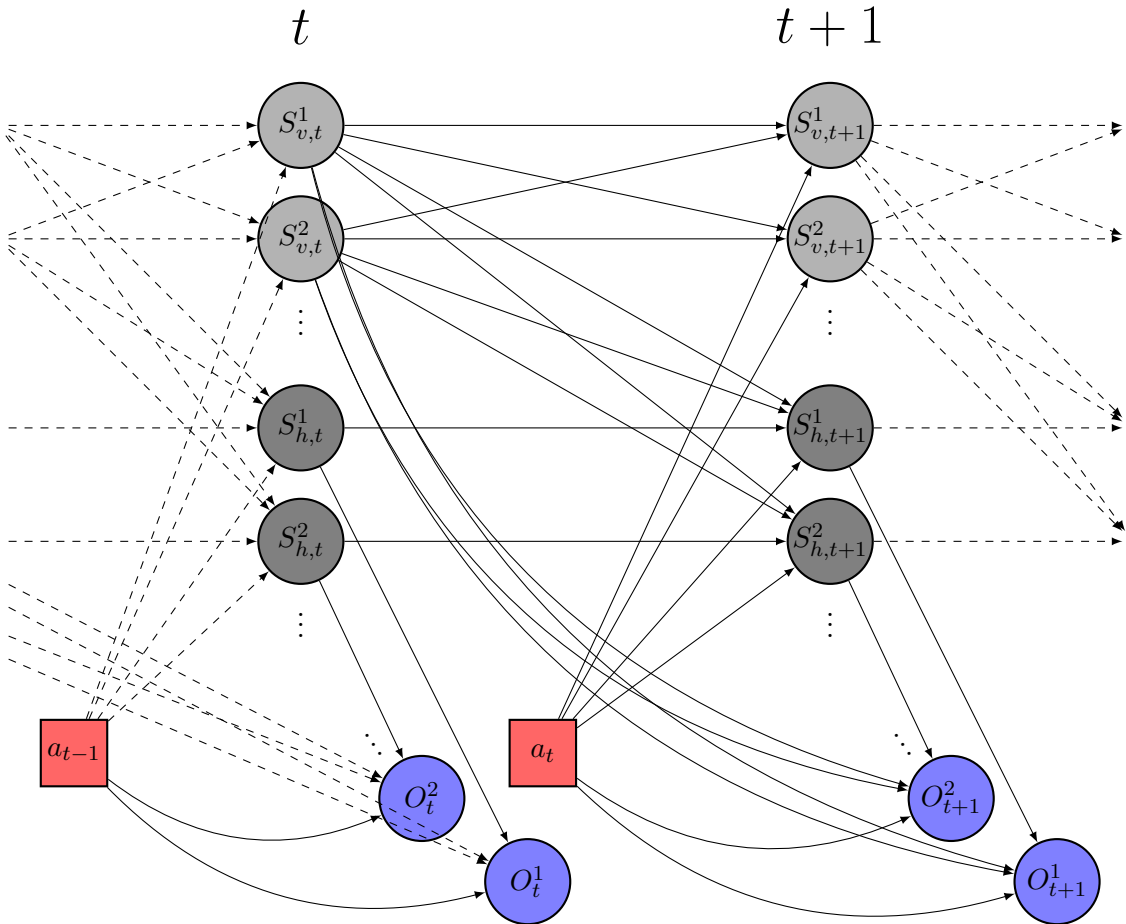 t t + 1
S^1_{v,t} S^1_{v,t+1}
S^2_{v,t} S^2_{v,t+1}
⋮ ⋮
S^1_{h,t} S^1_{h,t+1}
S^2_{h,t} S^2_{h,t+1}
⋮ ⋮
a_{t−1} ⋱ a_t ⋱
O^2_t O^2_{t+1}
O^1_t O^1_{t+1}